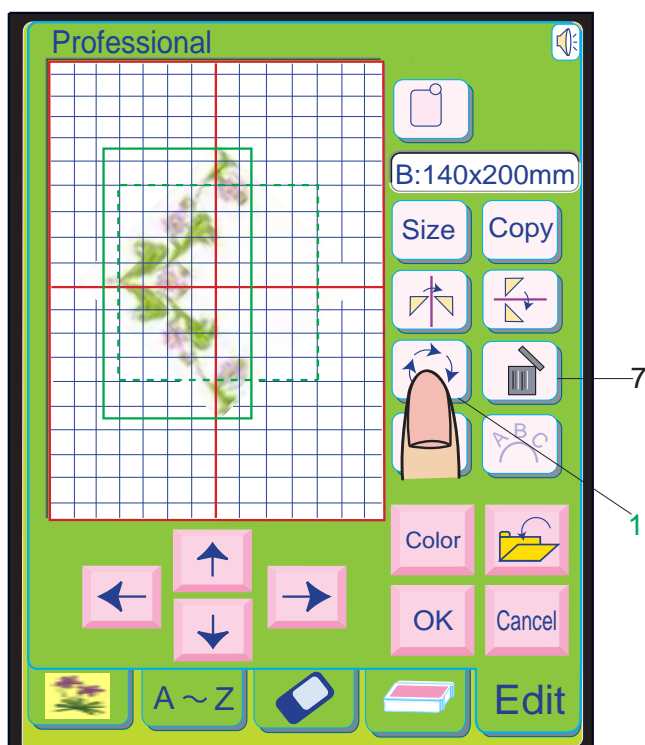 Professional
B:140x200mm
Size Copy
7
A B C
1
Color
OK Cancel
A ~ Z Edit